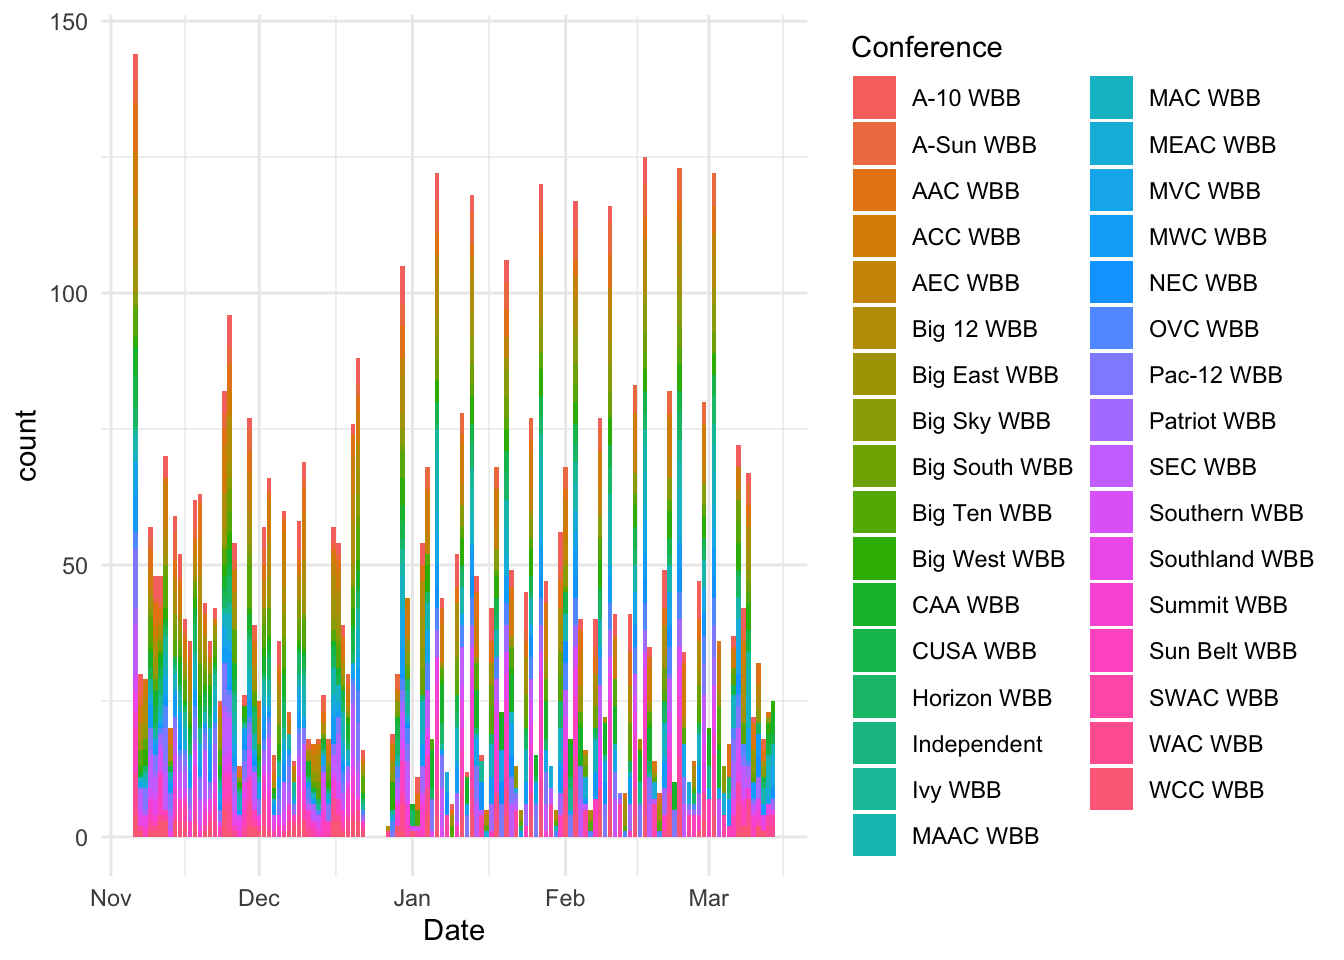 150
100
50
0
count
Nov
Dec
Jan
Feb
Mar
Date
Conference
A-10 WBB
A-Sun WBB
AAC WBB
ACC WBB
AEC WBB
Big 12 WBB
Big East WBB
Big Sky WBB
Big South WBB
Big Ten WBB
Big West WBB
CAA WBB
CUSA WBB
Horizon WBB
Independent
Ivy WBB
MAAC WBB
MAC WBB
MEAC WBB
MVC WBB
MWC WBB
NEC WBB
OVC WBB
Pac-12 WBB
Patriot WBB
SEC WBB
Southern WBB
Southland WBB
Summit WBB
Sun Belt WBB
SWAC WBB
WAC WBB
WCC WBB